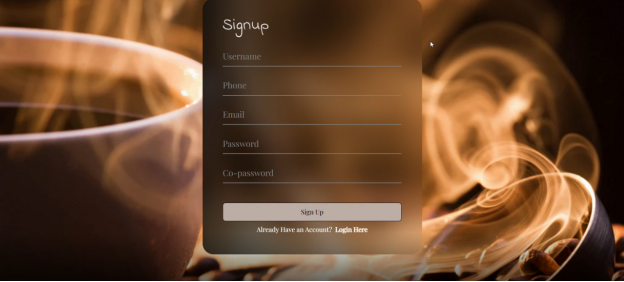 Signup
Username
Phone
Email
Password
Co-password
Sign Up
Already Have an Account? Login Here